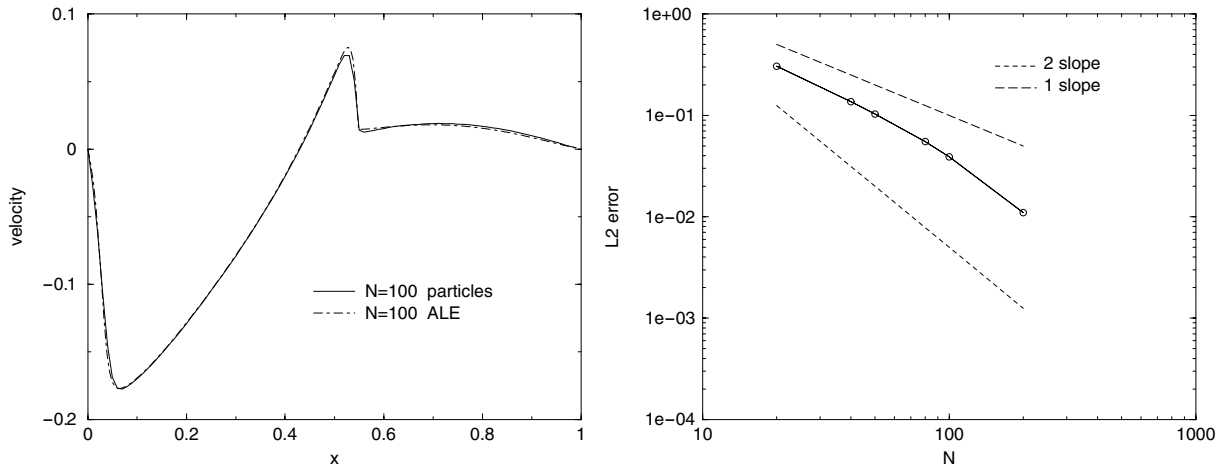 0.1
0
−0.1
−0.2
velocity
N=100 particles
N=100 ALE
0
0.2
0.4
0.6
0.8
1
x
1e+00
1e−01
1e−02
1e−03
1e−04
L2 error
2 slope
1 slope
10
100
1000
N